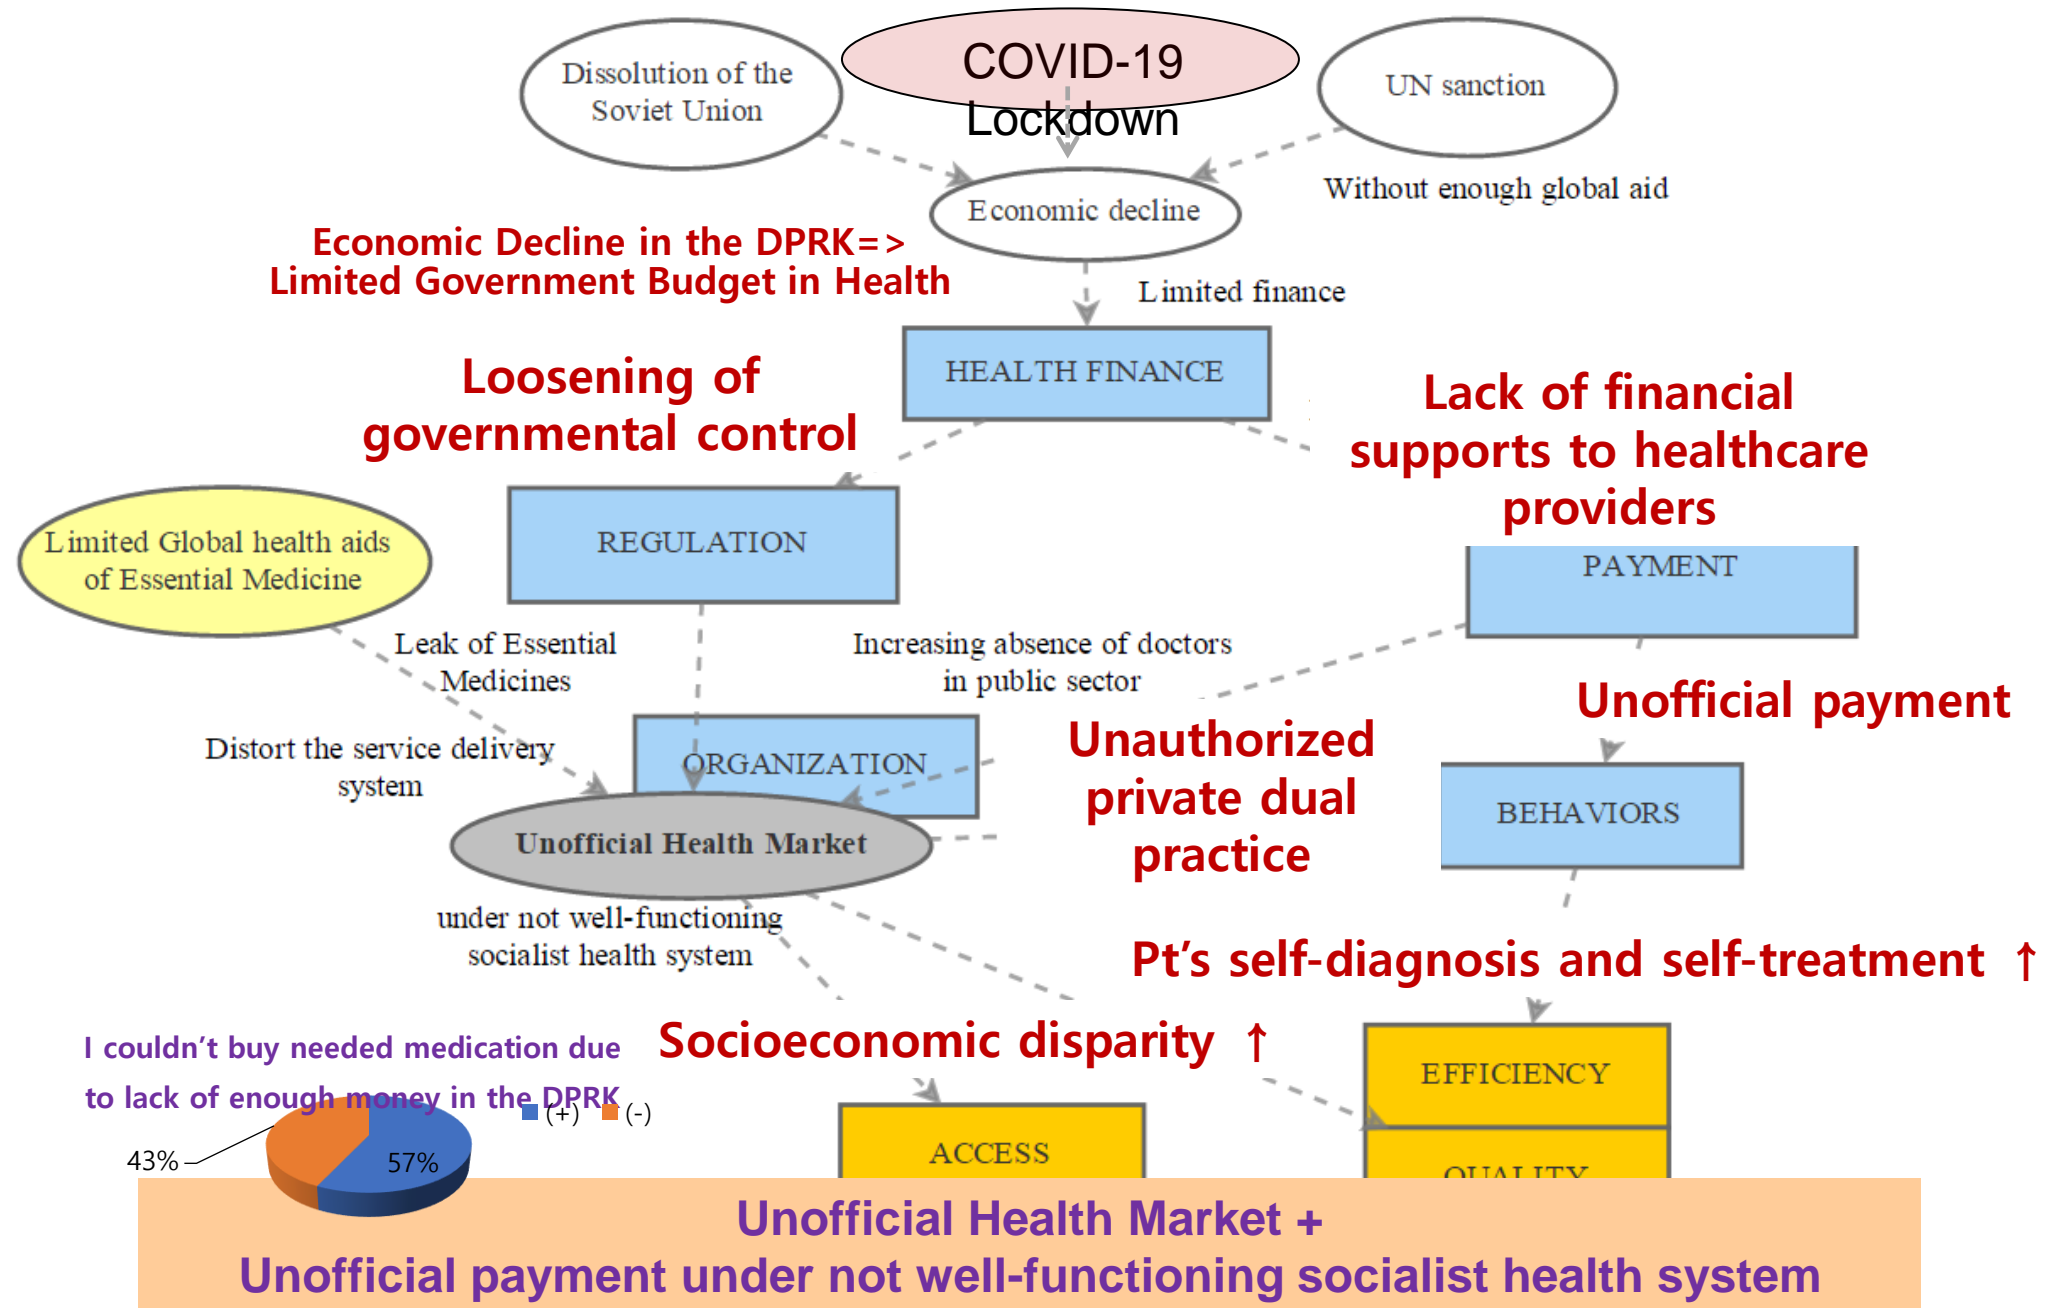 Dissolution of the
Soviet Union
COVID-19
Lockdown
UN sanction
Without enough global aid
Economic decline
Economic Decline in the DPRK=>
Limited Government Budget in Health
Limited finance
HEALTH FINANCE
Loosening of
governmental control
Lack of financial
supports to healthcare
providers
Limited Global health aids
of Essential Medicine
REGULATION
PAYMENT
Leak of Essential
Medicines
Increasing absence of doctors
in public sector
Unofficial payment
Distort the service delivery
system
ORGANIZATION
Unauthorized
private dual
practice
BEHAVIORS
Unofficial Health Market
under not well-functioning
socialist health system
Pt’s self-diagnosis and self-treatment ↑
Socioeconomic disparity ↑
I couldn’t buy needed medication due
to lack of enough money in the DPRK
(+) (-)
43%
57%
EFFICIENCY
ACCESS
QUALITY
Unofficial Health Market +
Unofficial payment under not well-functioning socialist health system